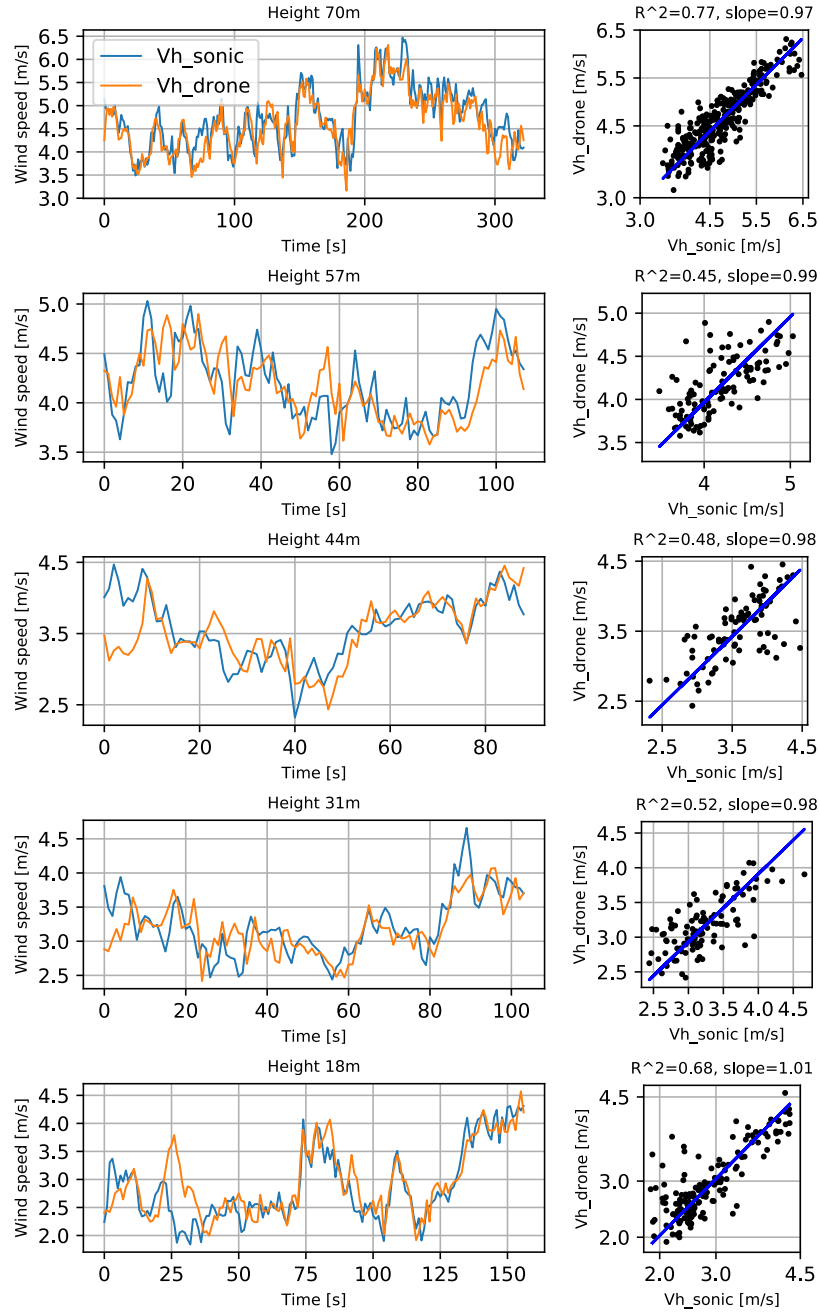 Height 70m
R^2=0.77, slope=0.97
Wind speed [m/s]
6.5
6.0
5.5
5.0
4.5
4.0
3.5
3.0
Vh_sonic
Vh_drone
0 100 200 300
Time [s]
Vh_drone [m/s]
6.5
5.5
4.5
3.0
3.0 4.5 5.5 6.5
Vh_sonic [m/s]
Height 57m
R^2=0.45, slope=0.99
Wind speed [m/s]
5.0
4.5
4.0
3.5
0 20 40 60 80 100
Time [s]
Vh_drone [m/s]
5.0
4.5
4.0
3.5
4 5
Vh_sonic [m/s]
Height 44m
R^2=0.48, slope=0.98
Wind speed [m/s]
4.5
3.5
2.5
0 20 40 60 80
Time [s]
Vh_drone [m/s]
4.5
3.5
2.5
2.5 3.5 4.5
Vh_sonic [m/s]
Height 31m
R^2=0.52, slope=0.98
Wind speed [m/s]
4.5
4.0
3.5
3.0
2.5
0 20 40 60 80 100
Time [s]
Vh_drone [m/s]
4.5
4.0
3.5
3.0
2.5
2.5 3.0 3.5 4.0 4.5
Vh_sonic [m/s]
Height 18m
R^2=0.68, slope=1.01
Wind speed [m/s]
4.5
4.0
3.5
3.0
2.5
2.0
0 25 50 75 100 125 150
Time [s]
Vh_drone [m/s]
4.5
3.0
2.0
2.0 3.0 4.5
Vh_sonic [m/s]